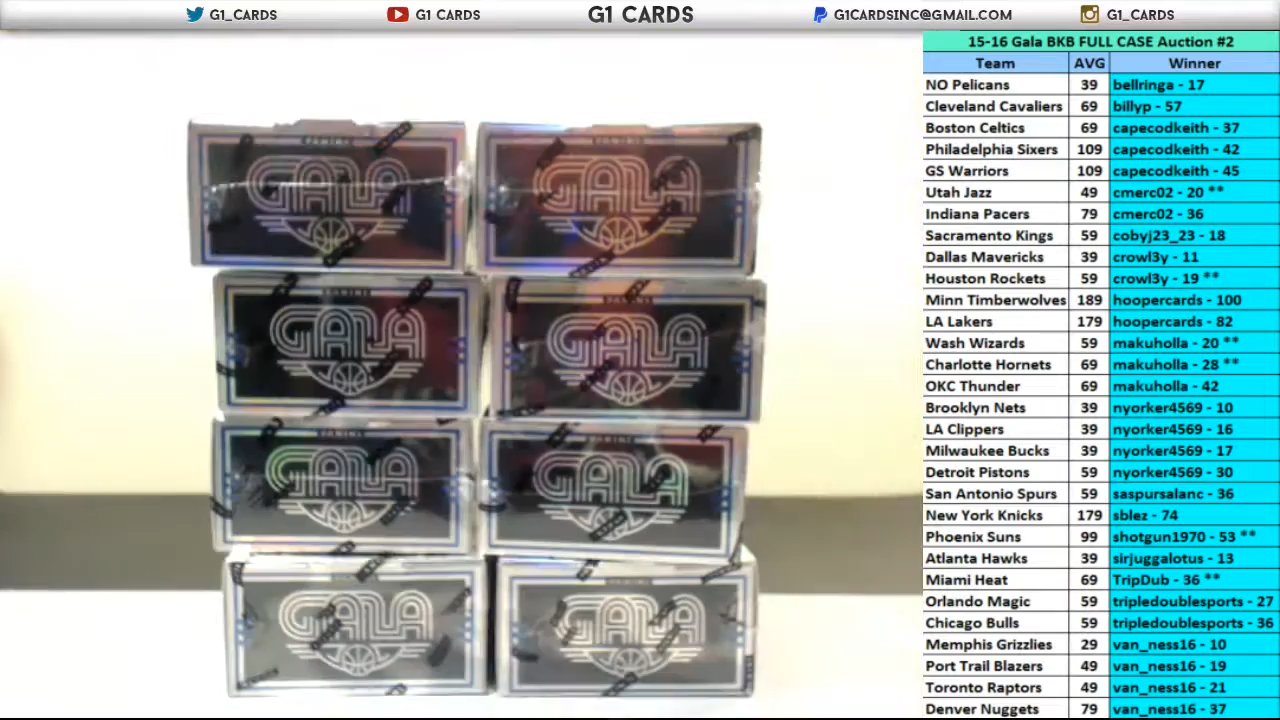 G1_CARDS
G1 CARDS
G1 CARDS
G1CARDSINC@GMAIL.COM
G1_CARDS
15-16 Gala BKB FULL CASE Auction #2
Team AVG Winner
NO Pelicans 39 bellringa - 17
Cleveland Cavaliers 69 billyp - 57
Boston Celtics 69 capecodkeith - 37
Philadelphia Sixers 109 capecodkeith - 42
GS Warriors 109 capecodkeith - 45
Utah Jazz 49 cmerc02 - 20 **
Indiana Pacers 79 cmerc02 - 36
Sacramento Kings 59 cobyj23_23 - 18
Dallas Mavericks 39 crowl3y - 11
Houston Rockets 59 crowl3y - 19 **
Minn Timberwolves 189 hoopercards - 100
LA Lakers 179 hoopercards - 82
Wash Wizards 59 makuholla - 20 **
Charlotte Hornets 69 makuholla - 28 **
OKC Thunder 69 makuholla - 42
Brooklyn Nets 39 nyorker4569 - 10
LA Clippers 39 nyorker4569 - 16
Milwaukee Bucks 39 nyorker4569 - 17
Detroit Pistons 59 nyorker4569 - 30
San Antonio Spurs 59 saspursalanc - 36
New York Knicks 179 sblez - 74
Phoenix Suns 99 shotgun1970 - 53 **
Atlanta Hawks 39 sirjuggalotus - 13
Miami Heat 69 TripDub - 36 **
Orlando Magic 59 tripledoublesports - 27
Chicago Bulls 59 tripledoublesports - 36
Memphis Grizzlies 29 van_ness16 - 10
Port Trail Blazers 49 van_ness16 - 19
Toronto Raptors 49 van_ness16 - 21
Denver Nuggets 79 van_ness16 - 37
GALA
GALA
GALA
GALA
GALA
GALA
GALA
GALA